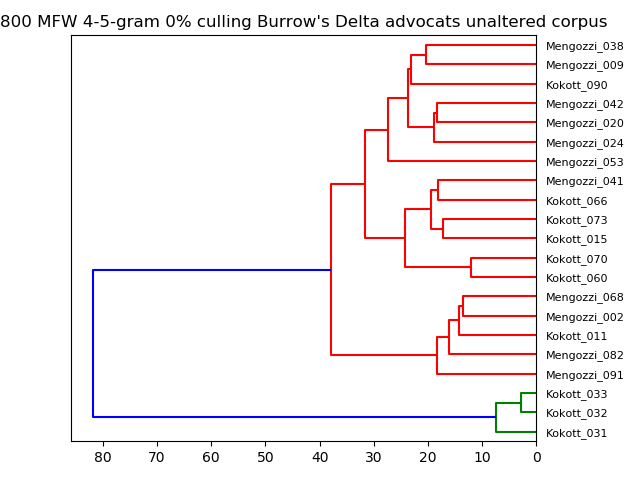 800 MFW 4-5-gram 0% culling Burrow's Delta advocats unaltered corpus
Mengozzi_038
Mengozzi_009
Kokott_090
Mengozzi_042
Mengozzi_020
Mengozzi_024
Mengozzi_053
Mengozzi_041
Kokott_066
Kokott_073
Kokott_015
Kokott_070
Kokott_060
Mengozzi_068
Mengozzi_002
Kokott_011
Mengozzi_082
Mengozzi_091
Kokott_033
Kokott_032
Kokott_031
80 70 60 50 40 30 20 10 0